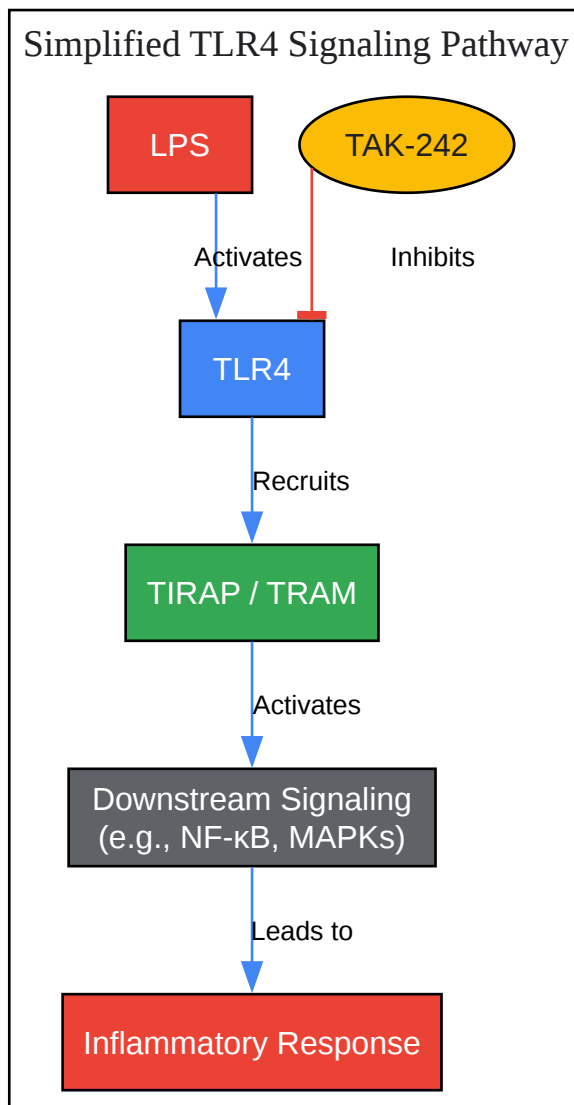 Simplified TLR4 Signaling Pathway
LPS
TAK-242
Activates
Inhibits
TLR4
Recruits
TIRAP / TRAM
Activates
Downstream Signaling
(e.g., NF-κB, MAPKs)
Leads to
Inflammatory Response